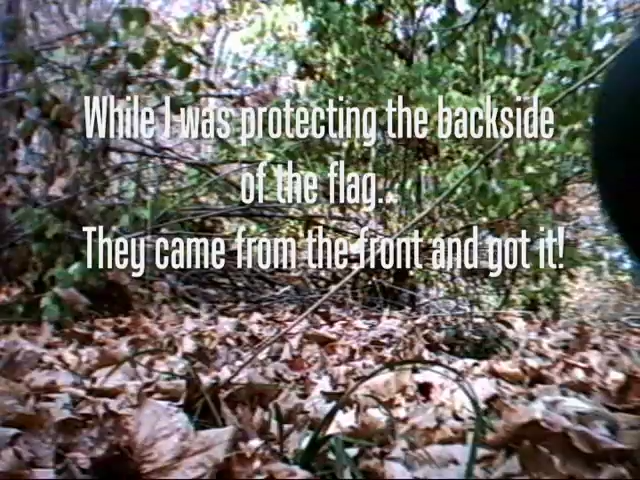 While I was protecting the backside
of the flag...
They came from the front and got it!